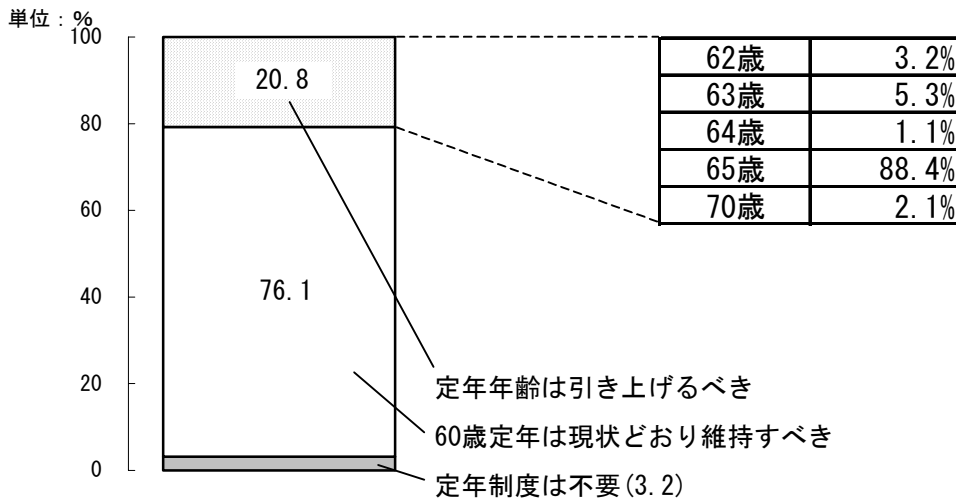 単位：%
100
80
60
40
20
0
20.8
76.1
62歳 3.2%
63歳 5.3%
64歳 1.1%
65歳 88.4%
70歳 2.1%
定年年齢は引き上げるべき
60歳定年は現状どおり維持すべき
定年制度は不要(3.2)